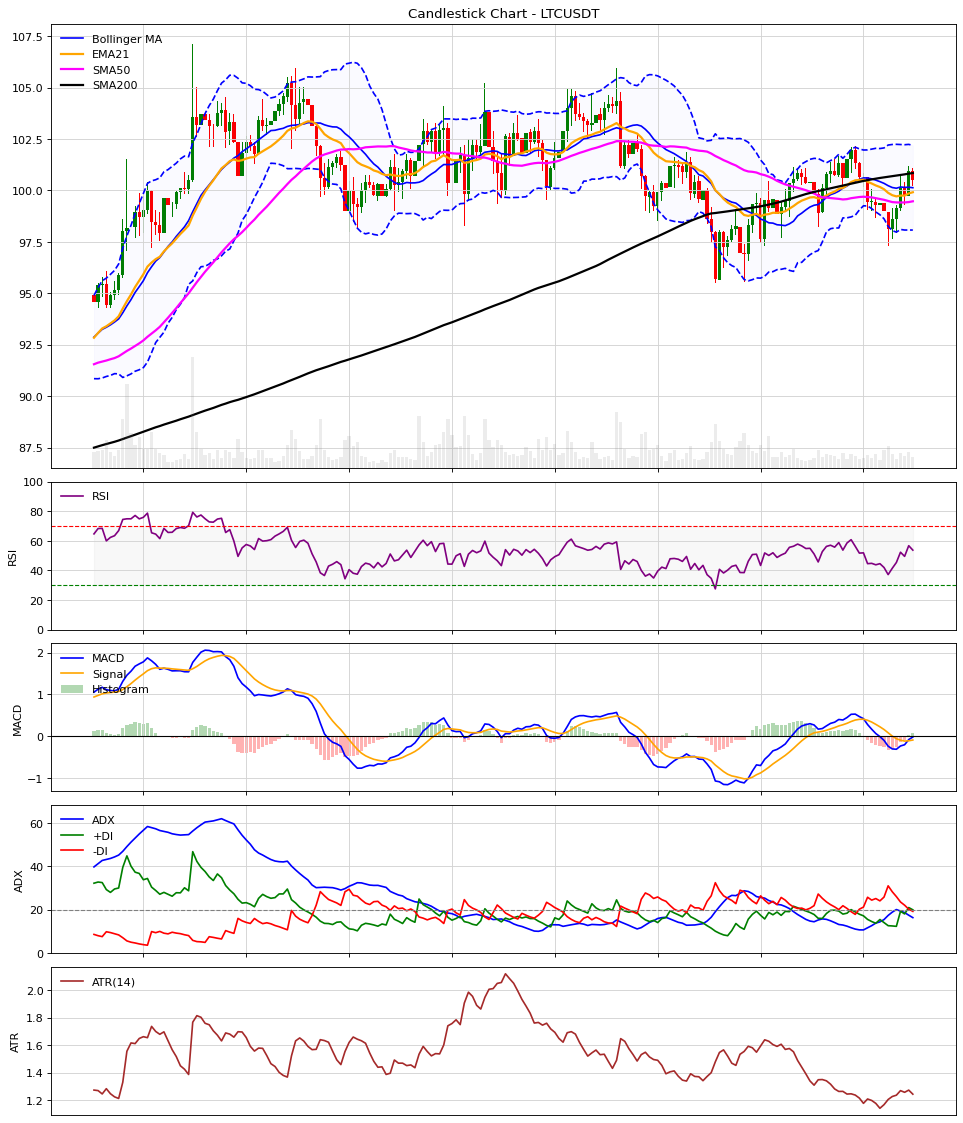 Candlestick Chart - LTCUSDT
107.5
105.0
102.5
100.0
97.5
95.0
92.5
90.0
87.5
Bollinger MA
EMA21
SMA50
SMA200
100
80
60
40
20
0
RSI
RSI
2
1
0
−1
MACD
MACD
Signal
Histogram
60
40
20
0
ADX
ADX
+DI
-DI
2.0
1.8
1.6
1.4
1.2
ATR
ATR(14)